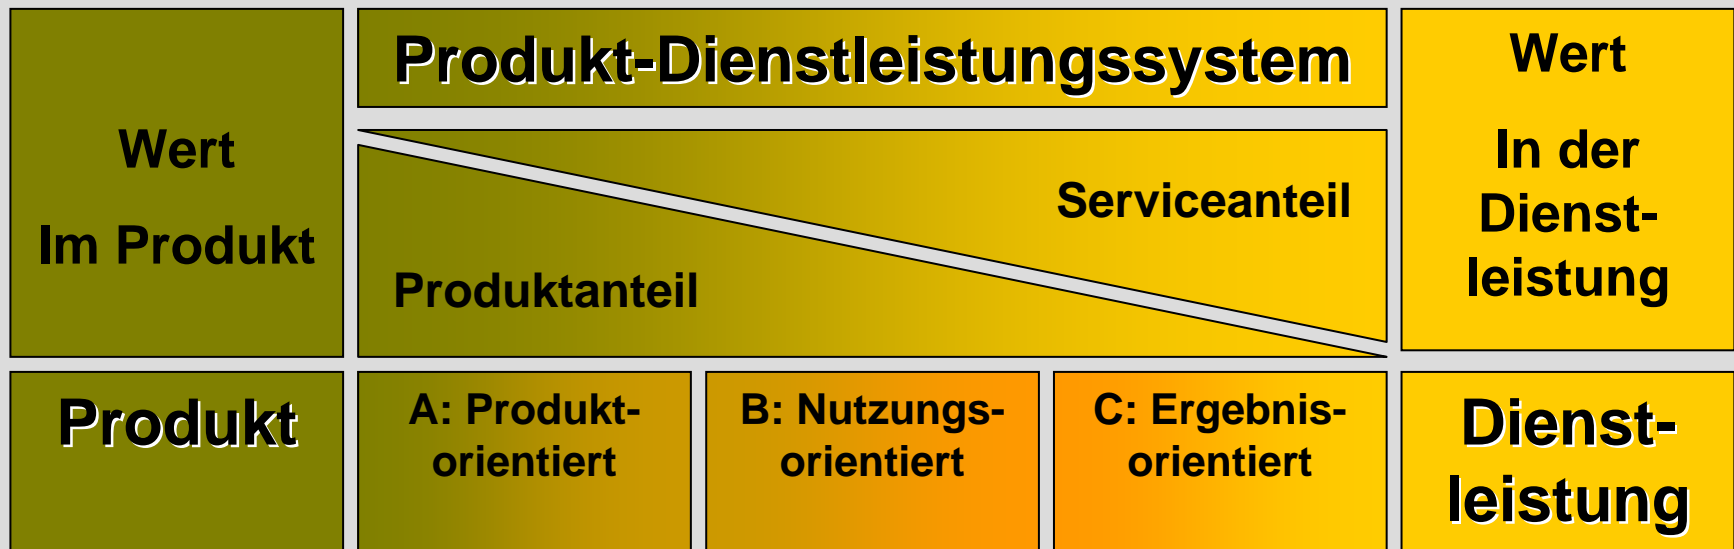 Wert
Im Produkt
Produkt-Dienstleistungssystem
Serviceanteil
Produktanteil
Wert
In der
Dienst-
leistung
Produkt
A: Produkt-
orientiert
B: Nutzungs-
orientiert
C: Ergebnis-
orientiert
Dienst-
leistung